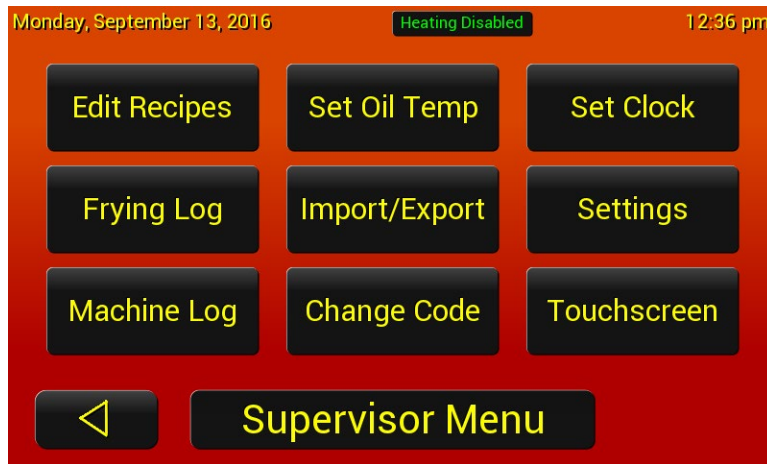 Monday, September 13, 2016 Heating Disabled 12:36 pm
Edit Recipes Set Oil Temp Set Clock
Frying Log Import/Export Settings
Machine Log Change Code Touchscreen
Supervisor Menu